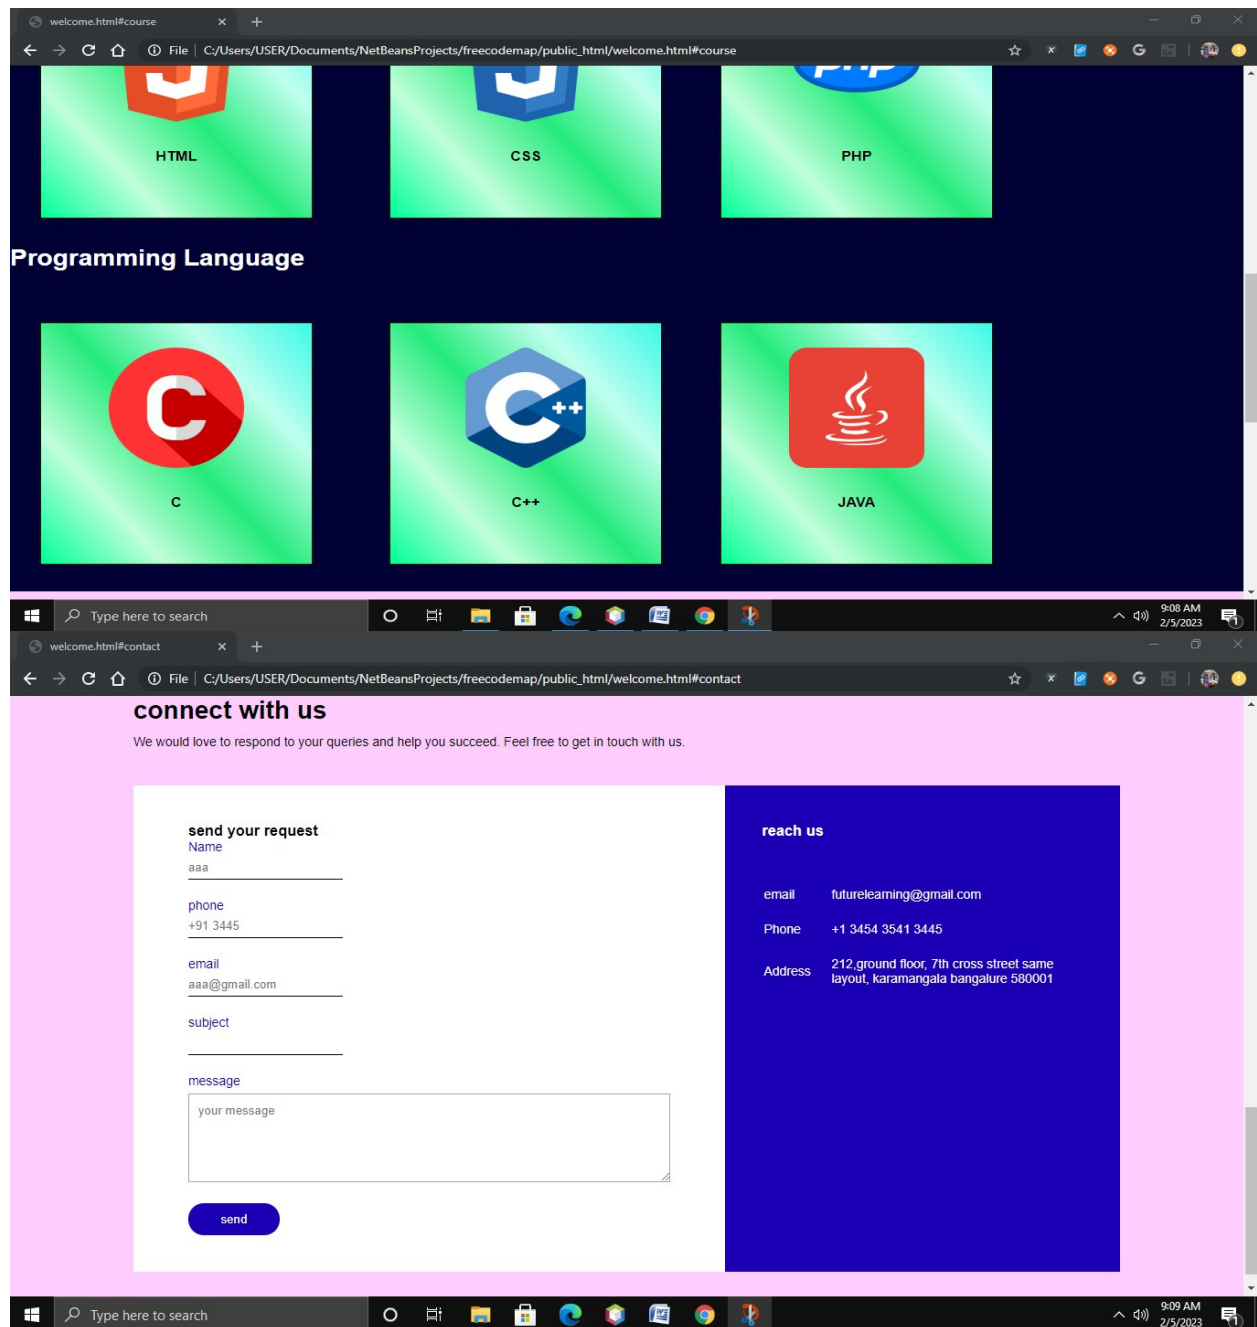 welcome.html#course
File | C:/Users/USER/Documents/NetBeansProjects/freecodemap/public_html/welcome.html#course
G
php
HTML
CSS
PHP
Programming Language
C
C++
C
C++
JAVA
Type here to search
9:08 AM
2/5/2023
1
welcome.html#contact
File | C:/Users/USER/Documents/NetBeansProjects/freecodemap/public_html/welcome.html#contact
G
connect with us
We would love to respond to your queries and help you succeed. Feel free to get in touch with us.
send your request
Name
aaa
phone
+91 3445
email
aaa@gmail.com
subject
message
your message
send
reach us
email futurelearning@gmail.com
Phone +1 3454 3541 3445
Address 212,ground floor, 7th cross street same
layout, karamangala bangalure 580001
Type here to search
9:09 AM
2/5/2023
1